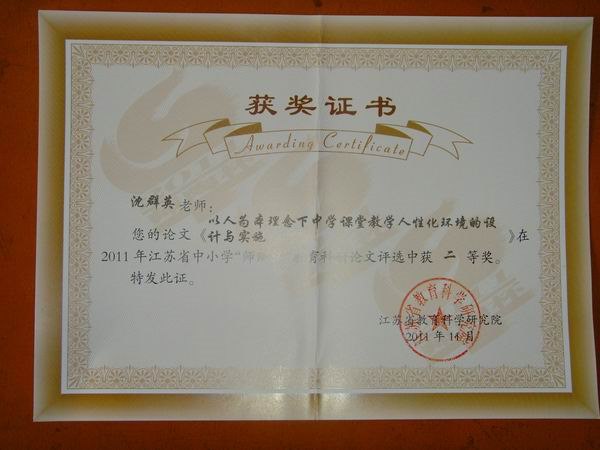 获奖证书
Awarding Certificate
沈群英 老师：
以人为本理念下中学课堂教学人性化环境的设
您的论文《计与实施》在
2011年江苏省中小学“师 育科研论文评选中获 二 等奖。
特发此证。
江苏省教育科学研究院
2011年11月